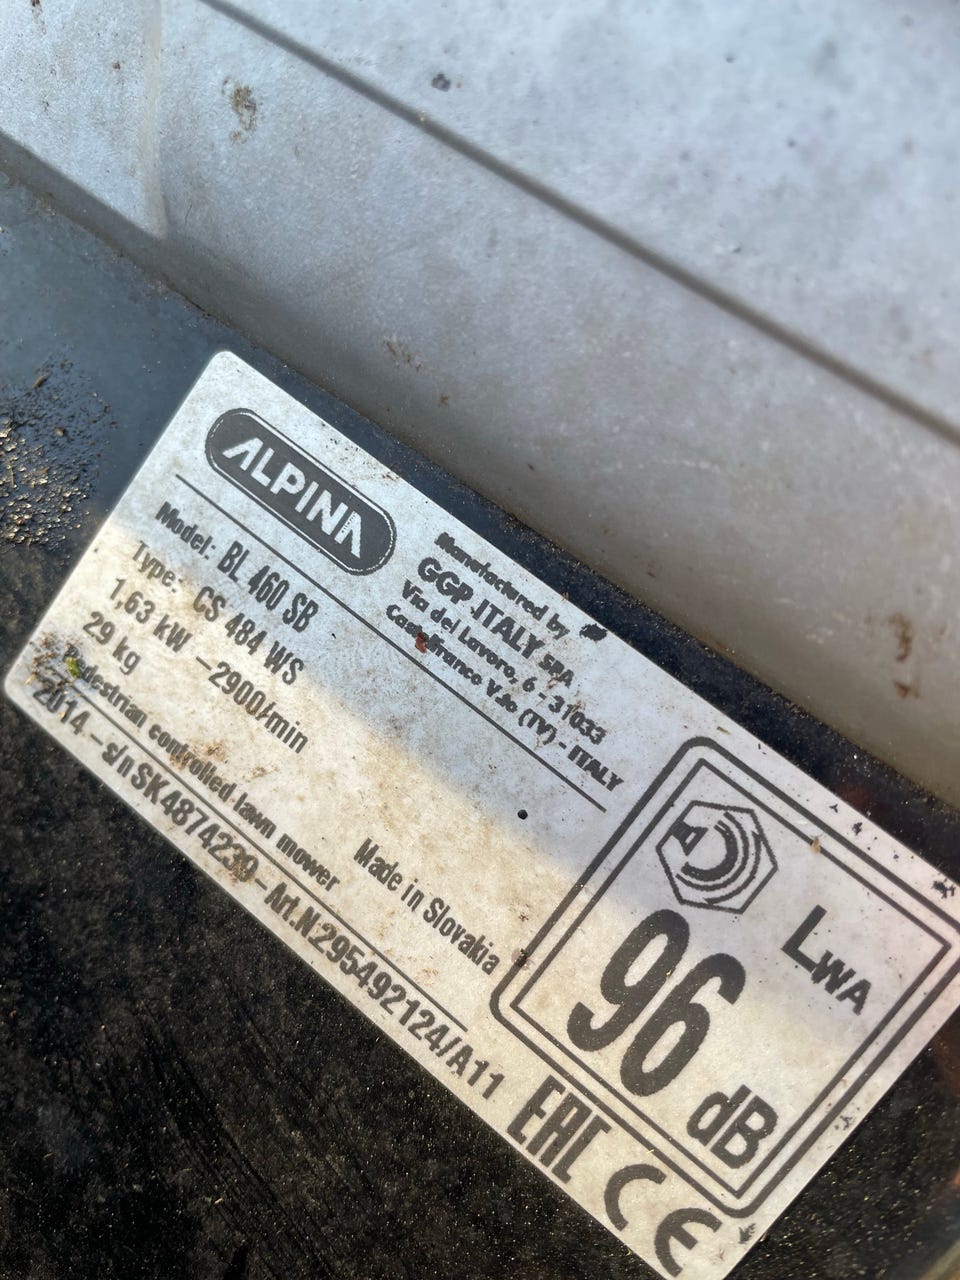 ALPINA
Manufactured by
GGP ITALY SPA
Via del Lavoro, 6 - 31033
Castelfranco V.to (TV) - ITALY
Model: BL 460 SB
Type: CS 484 WS
1,63 kW - 2900/min
29 kg
Pedestrian controlled lawn mower
Made in Slovakia
2014 - s/n SK4874239 - Art.N.295492124/A11
LWA
96 dB
EAC CE